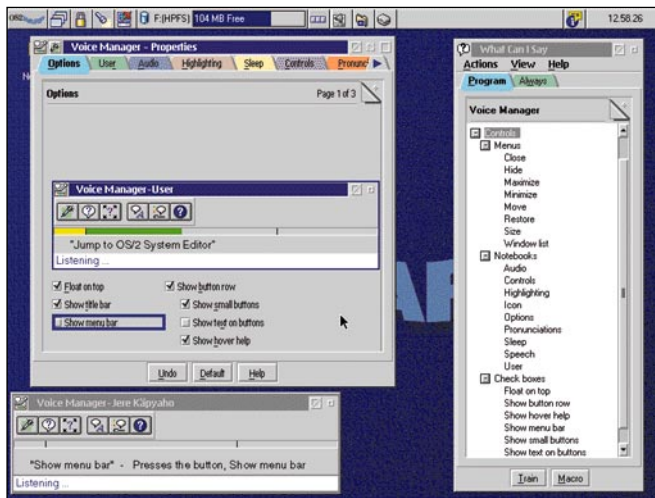 OS/2 F:(HPFS) 104 MB Free 12.58.26
Voice Manager - Properties
Options User Audio Highlighting Sleep Controls Pronunc
Options Page 1 of 3
Voice Manager-User
"Jump to OS/2 System Editor"
Listening ...
Float on top Show button row
Show title bar Show small buttons
Show menu bar Show text on buttons
Show hover help
Undo Default Help
Voice Manager-Jere Käpyaho
"Show menu bar" - Presses the button, Show menu bar
Listening ...
What Can I Say
Actions View Help
Program Always
Voice Manager
Controls
Menus
Close
Hide
Maximize
Minimize
Move
Restore
Size
Window list
Notebooks
Audio
Controls
Highlighting
Icon
Options
Pronunciations
Sleep
Speech
User
Check boxes
Float on top
Show button row
Show hover help
Show menu bar
Show small buttons
Show text on buttons
Train Macro